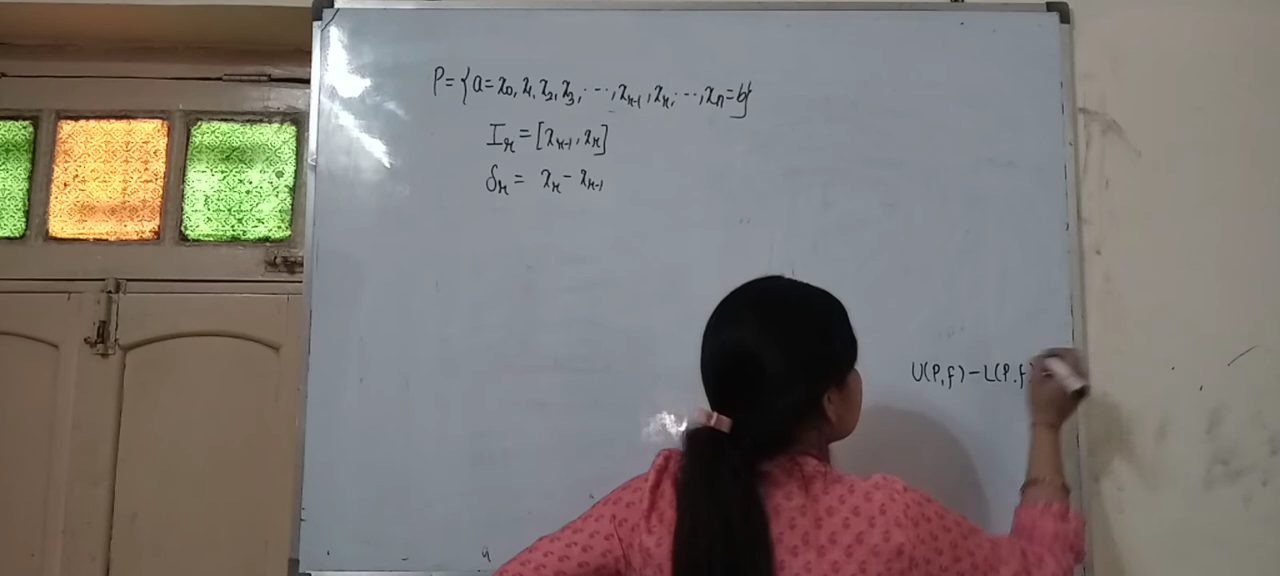 P = {a = x₀, x₁, x₂, x₃, ..., xᵣ₋₁, xᵣ, ..., xₙ = b}
Iᵣ = [xᵣ₋₁, xᵣ]
δᵣ = xᵣ - xᵣ₋₁
U(P, f) - L(P, f)